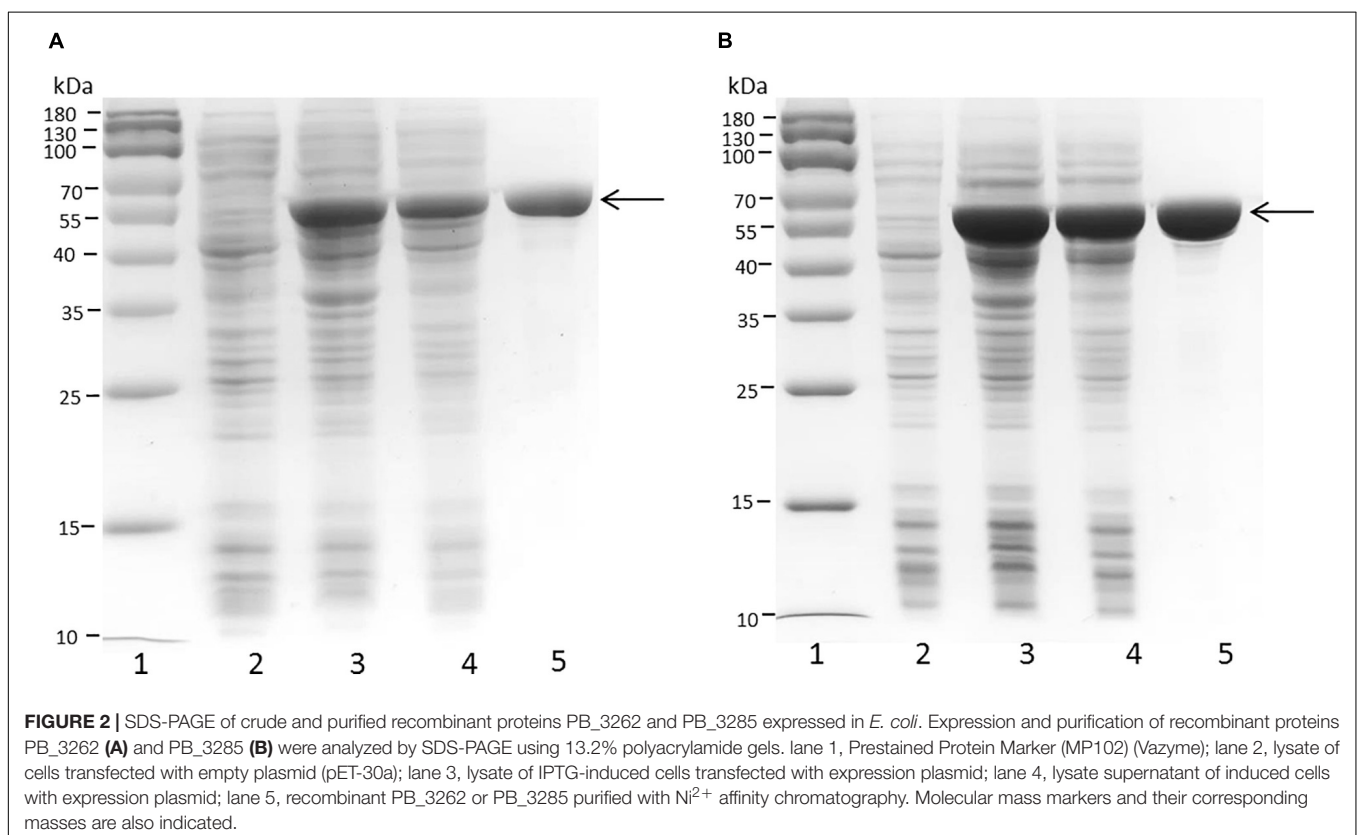 A
B
kDa
180
130
100
70
55
40
35
25
15
10
1 2 3 4 5
kDa
180
130
100
70
55
40
35
25
15
10
1 2 3 4 5
FIGURE 2 | SDS-PAGE of crude and purified recombinant proteins PB_3262 and PB_3285 expressed in E. coli. Expression and purification of recombinant proteins
PB_3262 (A) and PB_3285 (B) were analyzed by SDS-PAGE using 13.2% polyacrylamide gels. lane 1, Prestained Protein Marker (MP102) (Vazyme); lane 2, lysate of
cells transfected with empty plasmid (pET-30a); lane 3, lysate of IPTG-induced cells transfected with expression plasmid; lane 4, lysate supernatant of induced cells
with expression plasmid; lane 5, recombinant PB_3262 or PB_3285 purified with Ni²⁺ affinity chromatography. Molecular mass markers and their corresponding
masses are also indicated.